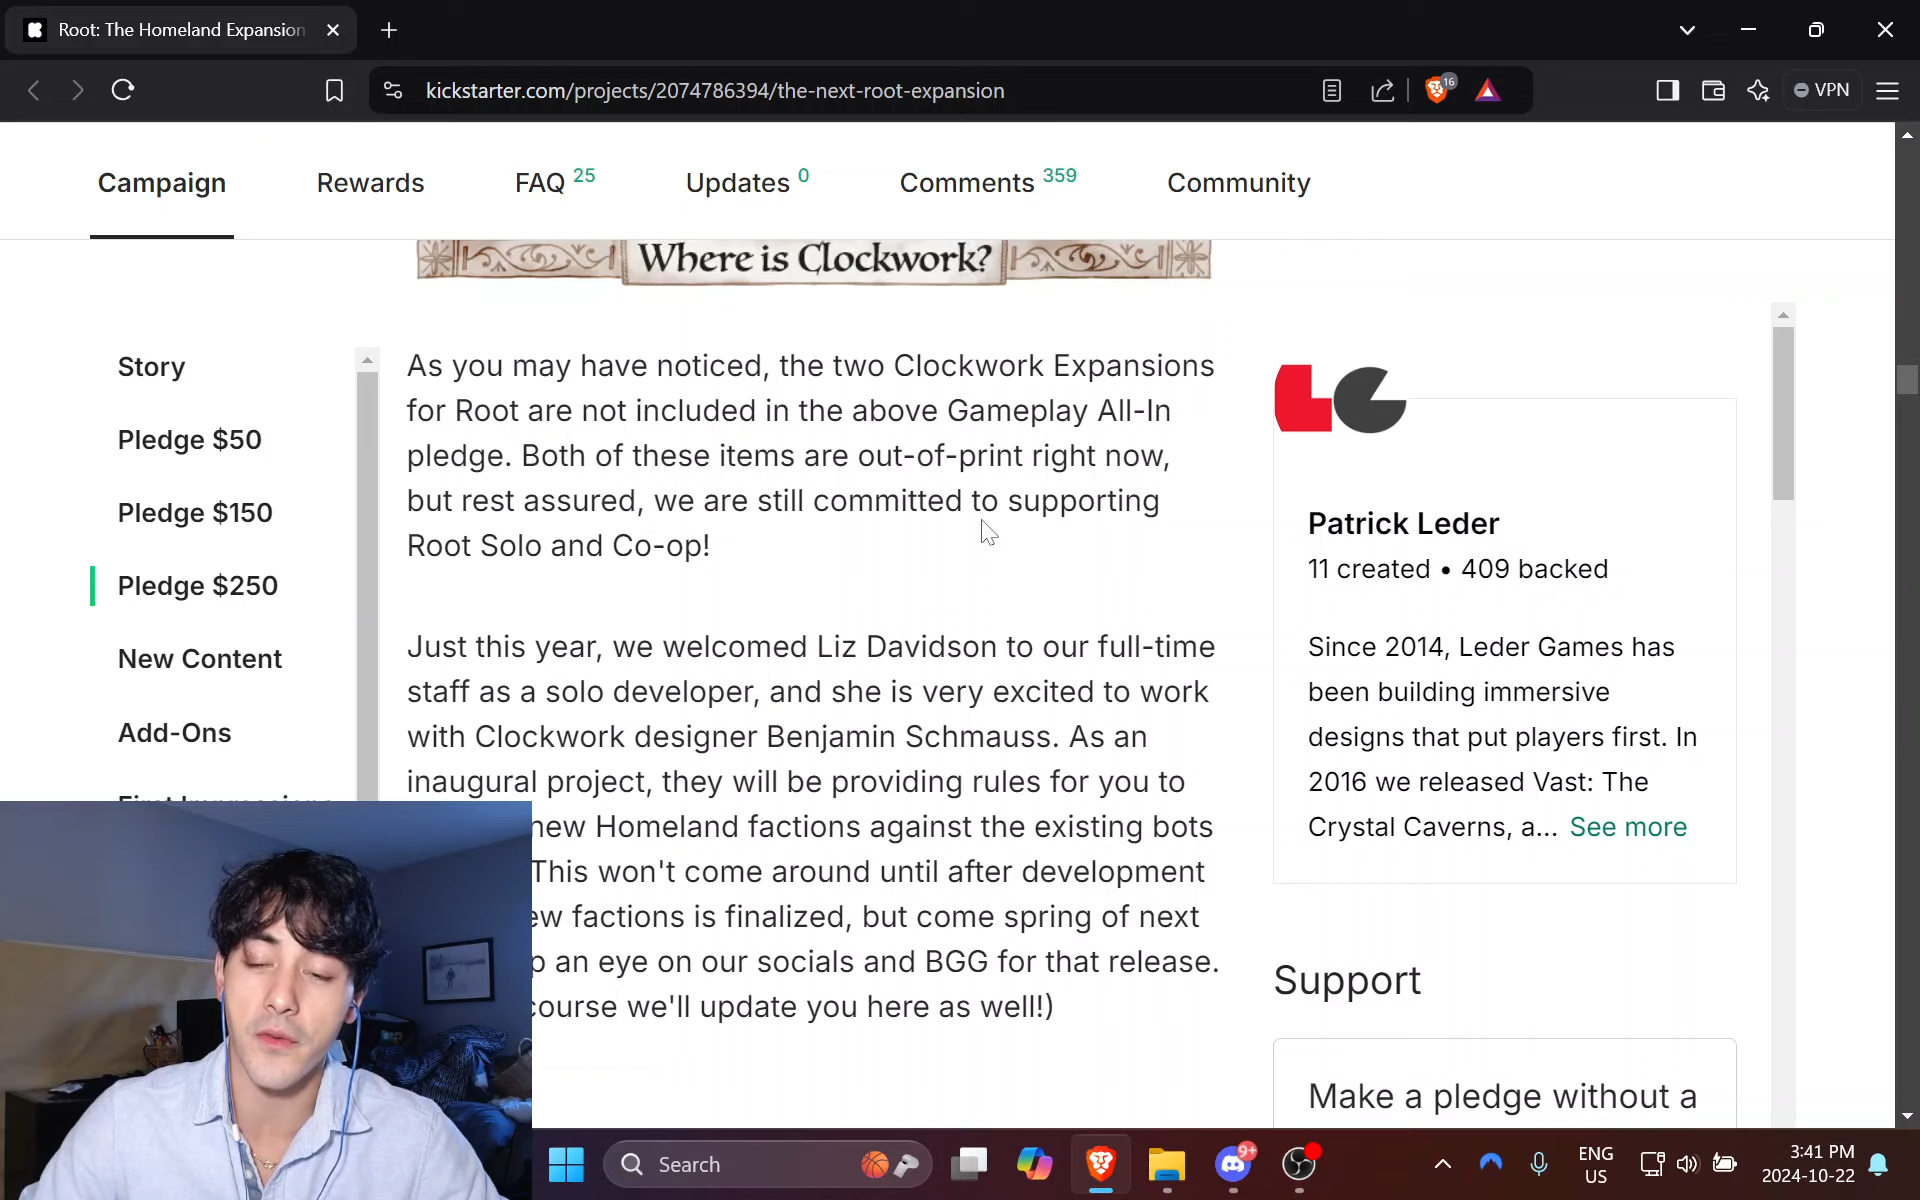 Root: The Homeland Expansion
kickstarter.com/projects/2074786394/the-next-root-expansion
16
VPN
Campaign
Rewards
FAQ 25
Updates 0
Comments 359
Community
Where is Clockwork?
Story
Pledge $50
Pledge $150
Pledge $250
New Content
Add-Ons
As you may have noticed, the two Clockwork Expansions
for Root are not included in the above Gameplay All-In
pledge. Both of these items are out-of-print right now,
but rest assured, we are still committed to supporting
Root Solo and Co-op!
Just this year, we welcomed Liz Davidson to our full-time
staff as a solo developer, and she is very excited to work
with Clockwork designer Benjamin Schmauss. As an
inaugural project, they will be providing rules for you to
new Homeland factions against the existing bots
This won't come around until after development
factions is finalized, but come spring of next
an eye on our socials and BGG for that release.
course we'll update you here as well!)
Patrick Leder
11 created • 409 backed
Since 2014, Leder Games has
been building immersive
designs that put players first. In
2016 we released Vast: The
Crystal Caverns, a... See more
Support
Make a pledge without a
Search
9+
ENG
US
3:41 PM
2024-10-22